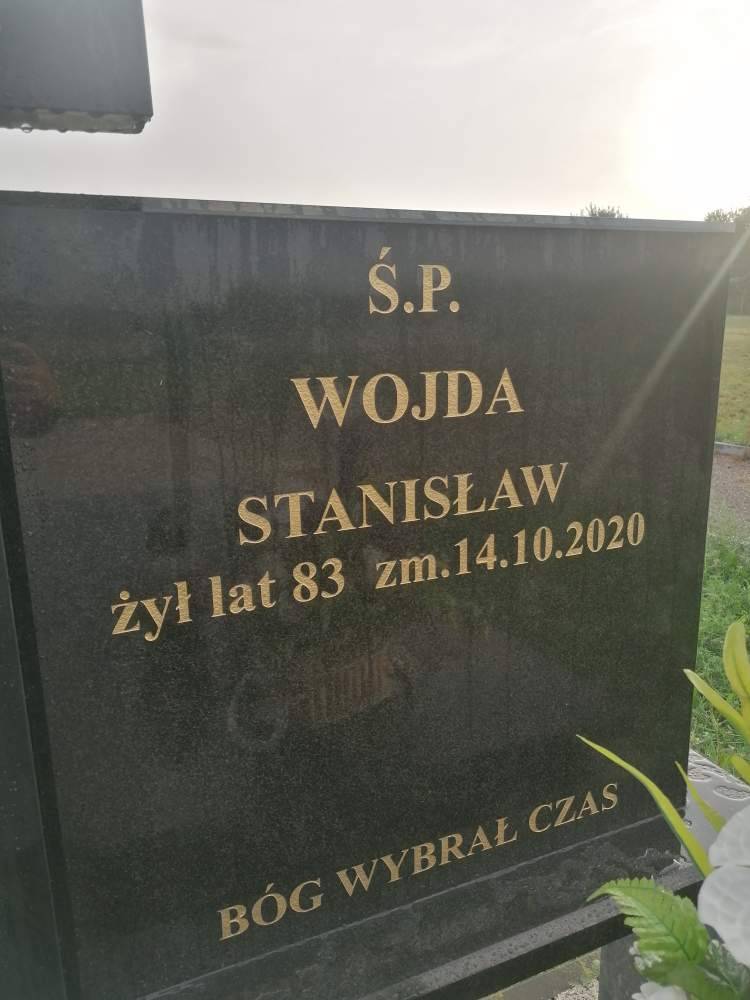 Ś.P.
WOJDA
STANISŁAW
żył lat 83 zm.14.10.2020
BÓG WYBRAŁ CZAS